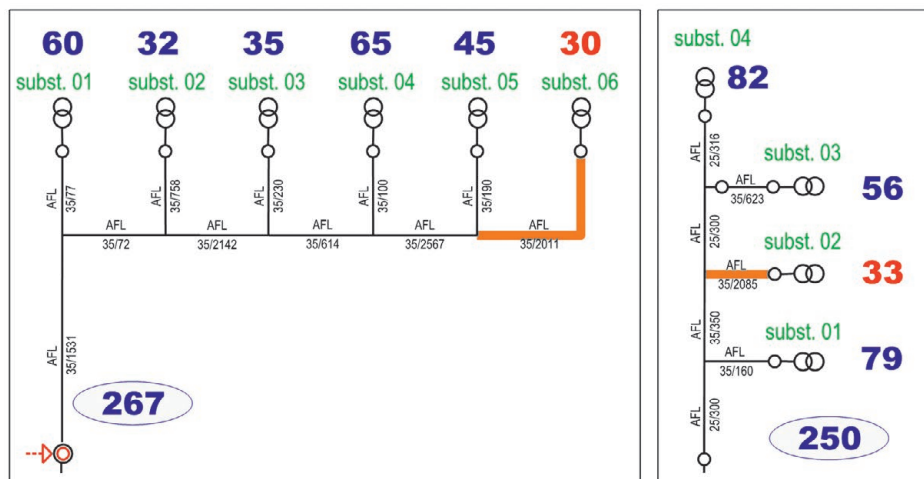 60 32 35 65 45 30
subst. 01 subst. 02 subst. 03 subst. 04 subst. 05 subst. 06
AFL 35/77
AFL 35/758
AFL 35/230
AFL 35/100
AFL 35/190
AFL AFL AFL AFL AFL
35/72 35/2142 35/614 35/2567 35/2011
AFL 35/1531
267
subst. 04
82
AFL 25/316
subst. 03
AFL
35/623
56
AFL 25/300
subst. 02
AFL
35/2085
33
AFL 35/350
subst. 01
AFL
35/160
79
AFL 25/300
250